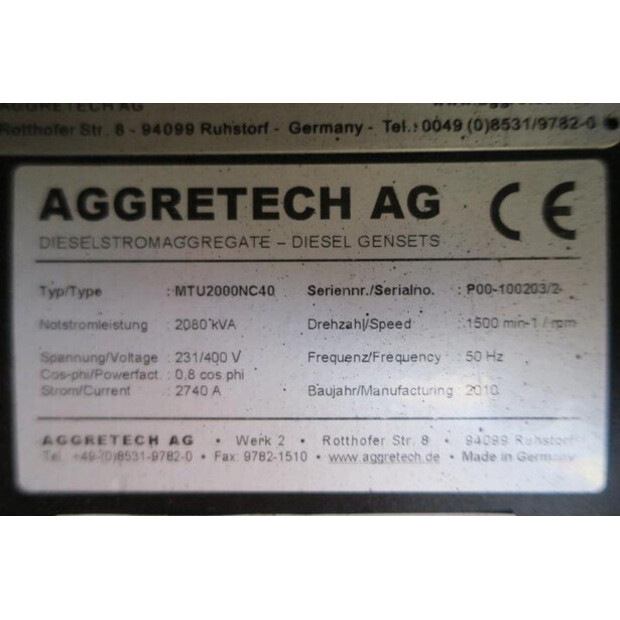 AGGRETECH AG www.aggretech
Rotthofer Str. 8 - 94099 Ruhstorf - Germany - Tel.: 0049 (0)8531/9782-0
AGGRETECH AG CE
DIESELSTROMAGGREGATE – DIESEL GENSETS
Typ/Type : MTU2000NC40 Seriennr./Serialno. : P00-100203/2
Notstromleistung : 2080 kVA Drehzahl/Speed : 1500 min-1 / rpm
Spannung/Voltage : 231/400 V Frequenz/Frequency : 50 Hz
Cos-phi/Powerfact. : 0,8 cos phi
Strom/Current : 2740 A Baujahr/Manufacturing : 2010
AGGRETECH AG • Werk 2 • Rotthofer Str. 8 • 94099 Ruhstorf
Tel. +49-(0)8531-9782-0 • Fax: 9782-1510 • www.aggretech.de • Made in Germany